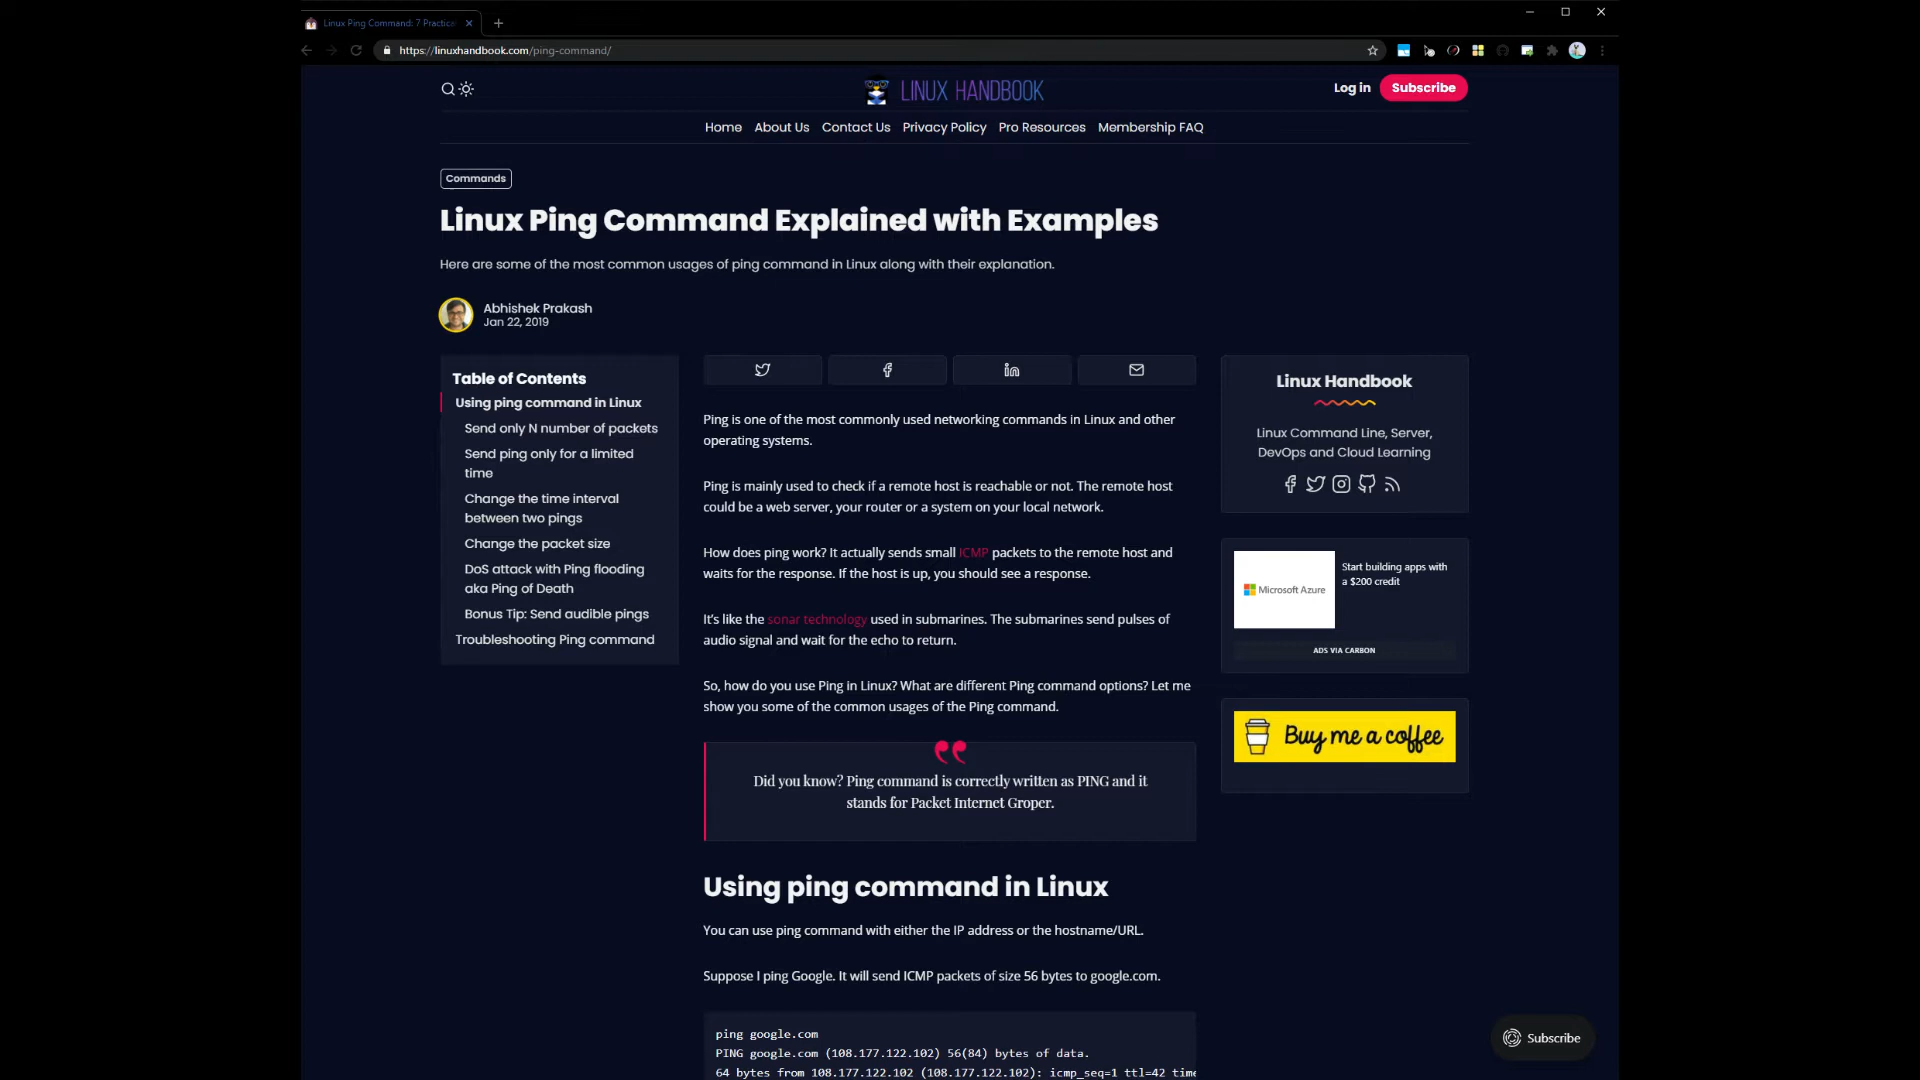 Linux Ping Command: 7 Practica
https://linuxhandbook.com/ping-command/
LINUX HANDBOOK
Log in
Subscribe
Home
About Us
Contact Us
Privacy Policy
Pro Resources
Membership FAQ
Commands
Linux Ping Command Explained with Examples
Here are some of the most common usages of ping command in Linux along with their explanation.
Abhishek Prakash
Jan 22, 2019
Table of Contents
Using ping command in Linux
Send only N number of packets
Send ping only for a limited
time
Change the time interval
between two pings
Change the packet size
DoS attack with Ping flooding
aka Ping of Death
Bonus Tip: Send audible pings
Troubleshooting Ping command
Ping is one of the most commonly used networking commands in Linux and other
operating systems.
Ping is mainly used to check if a remote host is reachable or not. The remote host
could be a web server, your router or a system on your local network.
How does ping work? It actually sends small ICMP packets to the remote host and
waits for the response. If the host is up, you should see a response.
It's like the sonar technology used in submarines. The submarines send pulses of
audio signal and wait for the echo to return.
So, how do you use Ping in Linux? What are different Ping command options? Let me
show you some of the common usages of the Ping command.
Did you know? Ping command is correctly written as PING and it
stands for Packet Internet Groper.
Using ping command in Linux
You can use ping command with either the IP address or the hostname/URL.
Suppose I ping Google. It will send ICMP packets of size 56 bytes to google.com.
ping google.com
PING google.com (108.177.122.102) 56(84) bytes of data.
64 bytes from 108.177.122.102 (108.177.122.102): icmp_seq=1 ttl=42 time
Linux Handbook
Linux Command Line, Server,
DevOps and Cloud Learning
Microsoft Azure
Start building apps with
a $200 credit
ADS VIA CARBON
Buy me a coffee
Subscribe